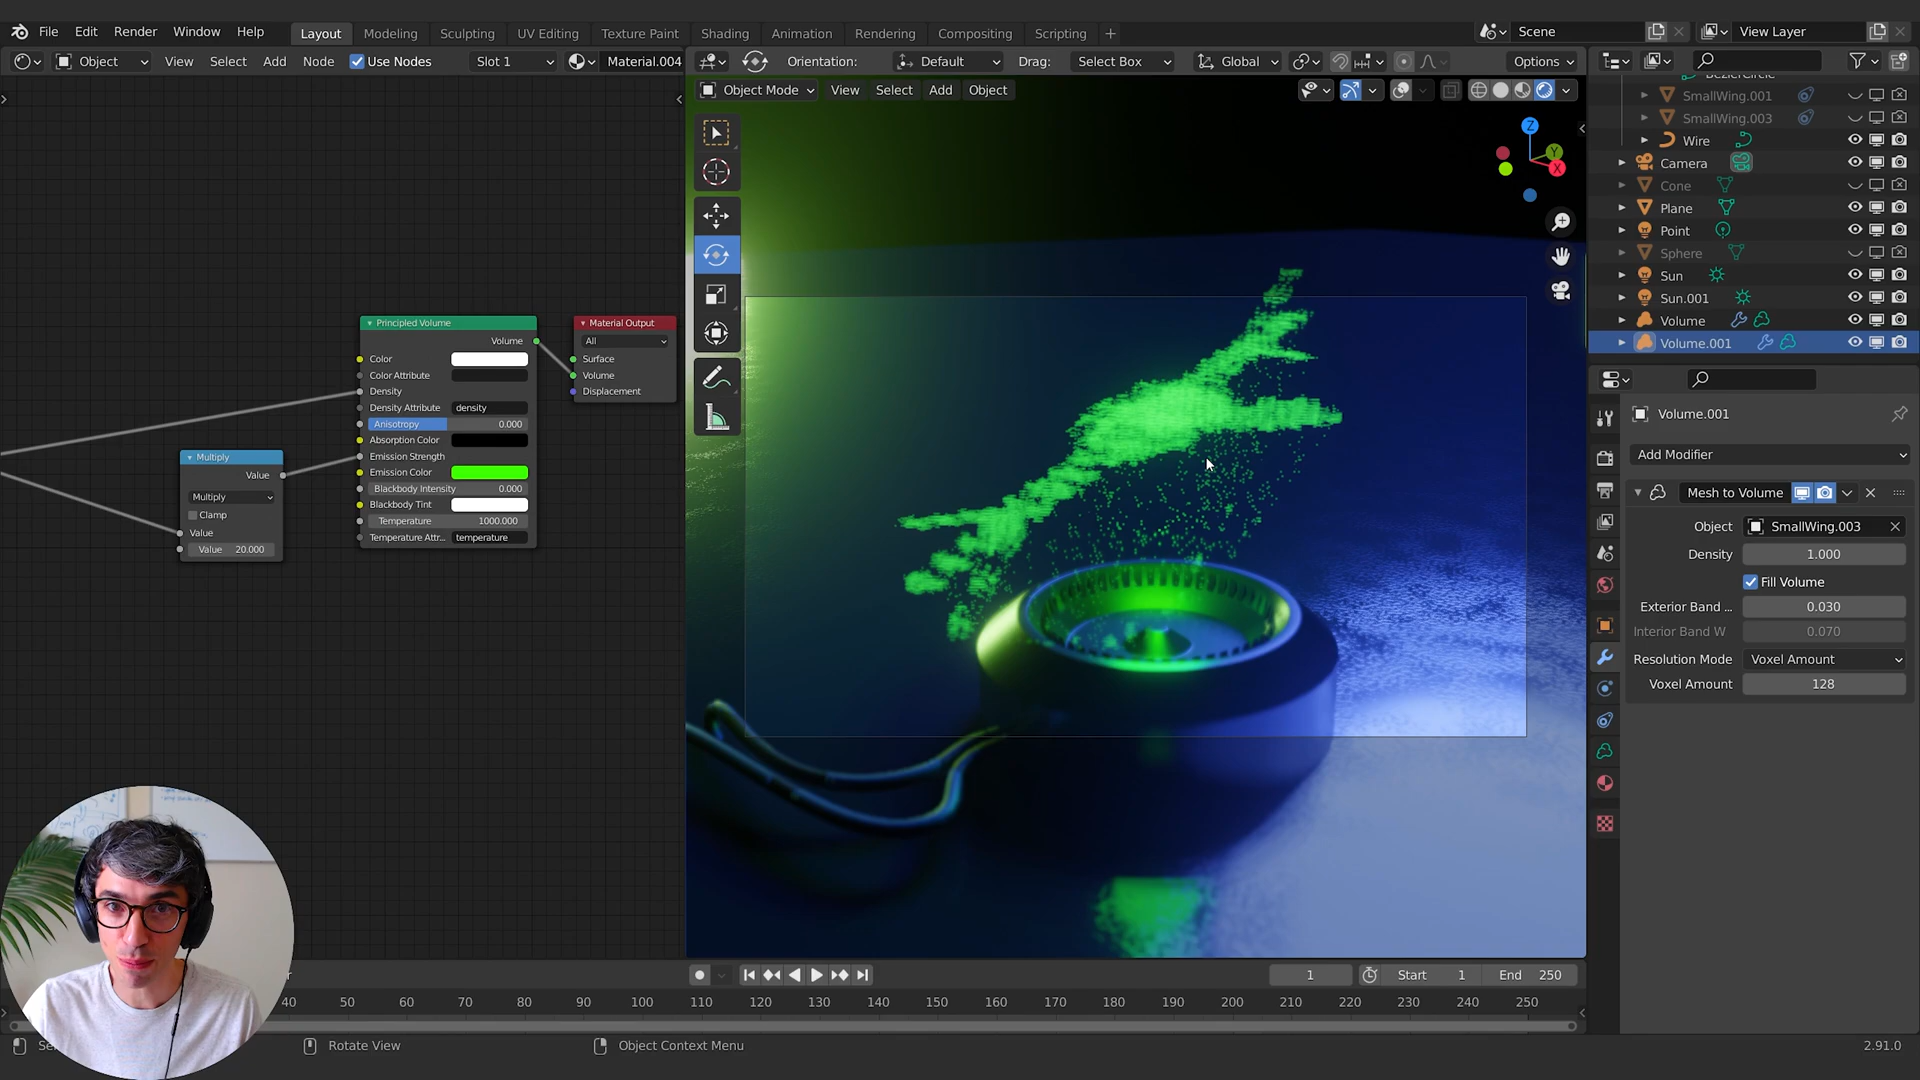 File Edit Render Window Help Layout Modeling Sculpting UV Editing Texture Paint Shading Animation Rendering Compositing Scripting + Scene View Layer
Object View Select Add Node Use Nodes Slot 1 Material.004 Orientation: Default Drag: Select Box Global Options
Object Mode View Select Add Object
SmallWing.001
SmallWing.003
Wire
Camera
Cone
Plane
Point
Sphere
Sun
Sun.001
Volume
Volume.001
Principled Volume
Volume
Color
Color Attribute
Density
Density Attribute density
Anisotropy 0.000
Absorption Color
Emission Strength
Emission Color
Blackbody Intensity 0.000
Blackbody Tint
Temperature 1000.000
Temperature Attr... temperature
Material Output
All
Surface
Volume
Displacement
Multiply
Value
Multiply
Clamp
Value
Value 20.000
Z
Y
X
Volume.001
Add Modifier
Mesh to Volume
Object SmallWing.003
Density 1.000
Fill Volume
Exterior Band ... 0.030
Interior Band W 0.070
Resolution Mode Voxel Amount
Voxel Amount 128
1 Start 1 End 250
40 50 60 70 80 90 100 110 120 130 140 150 160 170 180 190 200 210 220 230 240 250
Rotate View Object Context Menu 2.91.0